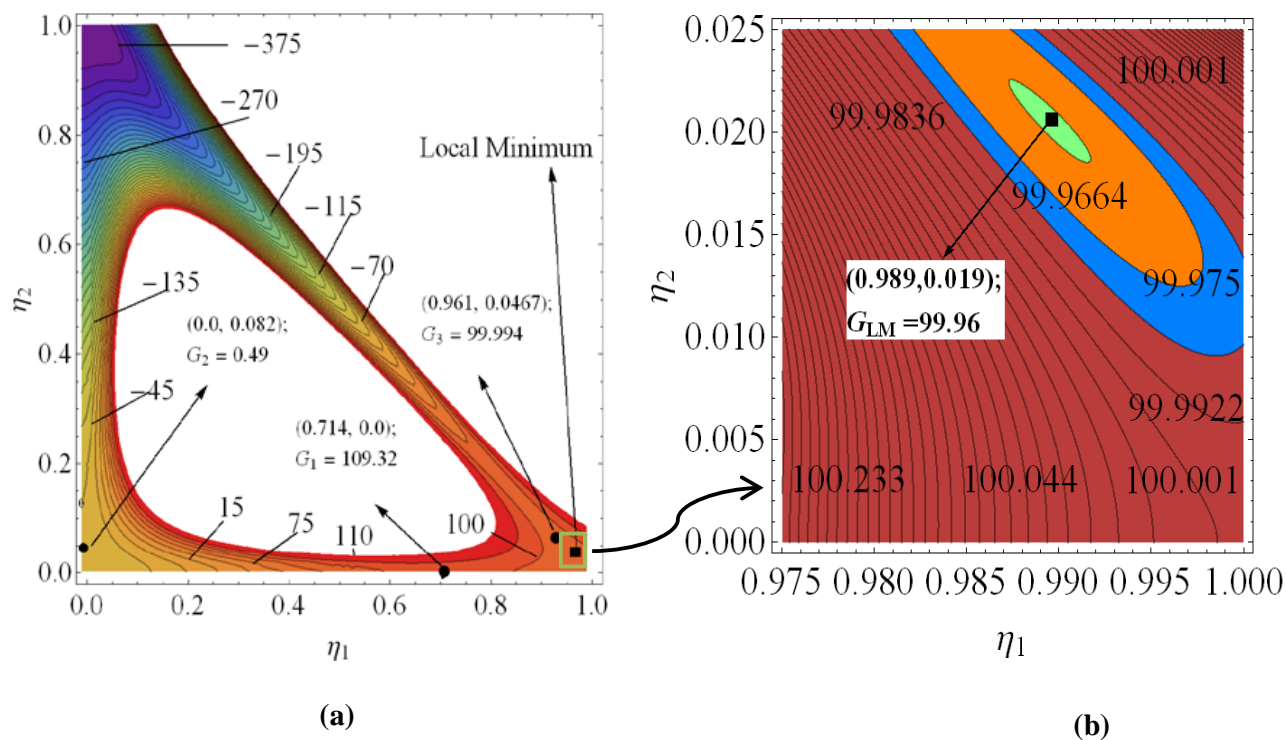 1.0
−375
−270
0.8
−195
Local Minimum
−115
0.6
−70
η2
−135
(0.961, 0.0467);
G3 = 99.994
(0.0, 0.082);
G2 = 0.49
0.4
−45
(0.714, 0.0);
G1 = 109.32
0.2
6
15
75
110
100
0.0
0.0 0.2 0.4 0.6 0.8 1.0
η1
(a)
0.025
100.001
99.9836
0.020
99.9664
0.015
η2
(0.989,0.019);
GLM =99.96
99.975
0.010
99.9922
0.005
100.233 100.044 100.001
0.000
0.975 0.980 0.985 0.990 0.995 1.000
η1
(b)